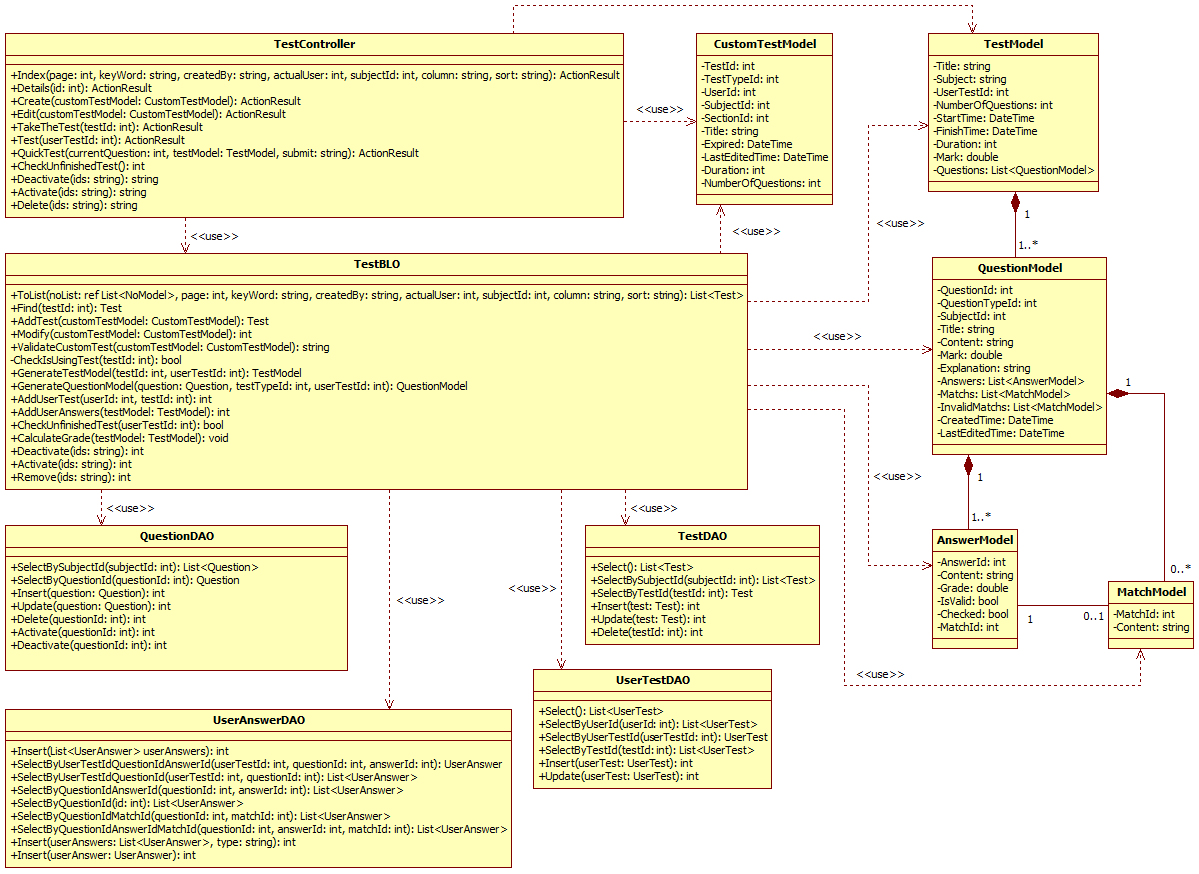 TestController
+Index(page: int, keyWord: string, createdBy: string, actualUser: int, subjectId: int, column: string, sort: string): ActionResult
+Details(id: int): ActionResult
+Create(customTestModel: CustomTestModel): ActionResult
+Edit(customTestModel: CustomTestModel): ActionResult
+TakeTheTest(testId: int): ActionResult
+Test(userTestId: int): ActionResult
+QuickTest(currentQuestion: int, testModel: TestModel, submit: string): ActionResult
+CheckUnfinishedTest(): int
+Deactivate(ids: string): string
+Activate(ids: string): string
+Delete(ids: string): string
<<use>>
CustomTestModel
-TestId: int
-TestTypeId: int
-UserId: int
-SubjectId: int
-SectionId: int
-Title: string
-Expired: DateTime
-LastEditedTime: DateTime
-Duration: int
-NumberOfQuestions: int
TestModel
-Title: string
-Subject: string
-UserTestId: int
-NumberOfQuestions: int
-StartTime: DateTime
-FinishTime: DateTime
-Duration: int
-Mark: double
-Questions: List<QuestionModel>
<<use>>
<<use>>
<<use>>
1
1..*
TestBLO
+ToList(noList: ref List<NoModel>, page: int, keyWord: string, createdBy: string, actualUser: int, subjectId: int, column: string, sort: string): List<Test>
+Find(testId: int): Test
+AddTest(customTestModel: CustomTestModel): Test
+Modify(customTestModel: CustomTestModel): int
+ValidateCustomTest(customTestModel: CustomTestModel): string
-CheckIsUsingTest(testId: int): bool
+GenerateTestModel(testId: int, userTestId: int): TestModel
+GenerateQuestionModel(question: Question, testTypeId: int, userTestId: int): QuestionModel
+AddUserTest(userId: int, testId: int): int
+AddUserAnswers(testModel: TestModel): int
+CheckUnfinishedTest(userTestId: int): bool
+CalculateGrade(testModel: TestModel): void
+Deactivate(ids: string): int
+Activate(ids: string): int
+Remove(ids: string): int
<<use>>
QuestionModel
-QuestionId: int
-QuestionTypeId: int
-SubjectId: int
-Title: string
-Content: string
-Mark: double
-Explanation: string
-Answers: List<AnswerModel>
-Matchs: List<MatchModel>
-InvalidMatchs: List<MatchModel>
-CreatedTime: DateTime
-LastEditedTime: DateTime
1
<<use>>
1
1..*
0..*
<<use>>
<<use>>
<<use>>
<<use>>
QuestionDAO
+SelectBySubjectId(subjectId: int): List<Question>
+SelectByQuestionId(questionId: int): Question
+Insert(question: Question): int
+Update(question: Question): int
+Delete(questionId: int): int
+Activate(questionId: int): int
+Deactivate(questionId: int): int
TestDAO
+Select(): List<Test>
+SelectBySubjectId(subjectId: int): List<Test>
+SelectByTestId(testId: int): Test
+Insert(test: Test): int
+Update(test: Test): int
+Delete(testId: int): int
AnswerModel
-AnswerId: int
-Content: string
-Grade: double
-IsValid: bool
-Checked: bool
-MatchId: int
1
0..1
MatchModel
-MatchId: int
-Content: string
<<use>>
UserTestDAO
+Select(): List<UserTest>
+SelectByUserId(userId: int): List<UserTest>
+SelectByUserTestId(userTestId: int): UserTest
+SelectByTestId(testId: int): List<UserTest>
+Insert(userTest: UserTest): int
+Update(userTest: UserTest): int
UserAnswerDAO
+Insert(List<UserAnswer> userAnswers): int
+SelectByUserTestIdQuestionIdAnswerId(userTestId: int, questionId: int, answerId: int): UserAnswer
+SelectByUserTestIdQuestionId(userTestId: int, questionId: int): List<UserAnswer>
+SelectByQuestionIdAnswerId(questionId: int, answerId: int): List<UserAnswer>
+SelectByQuestionId(id: int): List<UserAnswer>
+SelectByQuestionIdMatchId(questionId: int, matchId: int): List<UserAnswer>
+SelectByQuestionIdAnswerIdMatchId(questionId: int, answerId: int, matchId: int): List<UserAnswer>
+Insert(userAnswers: List<UserAnswer>, type: string): int
+Insert(userAnswer: UserAnswer): int